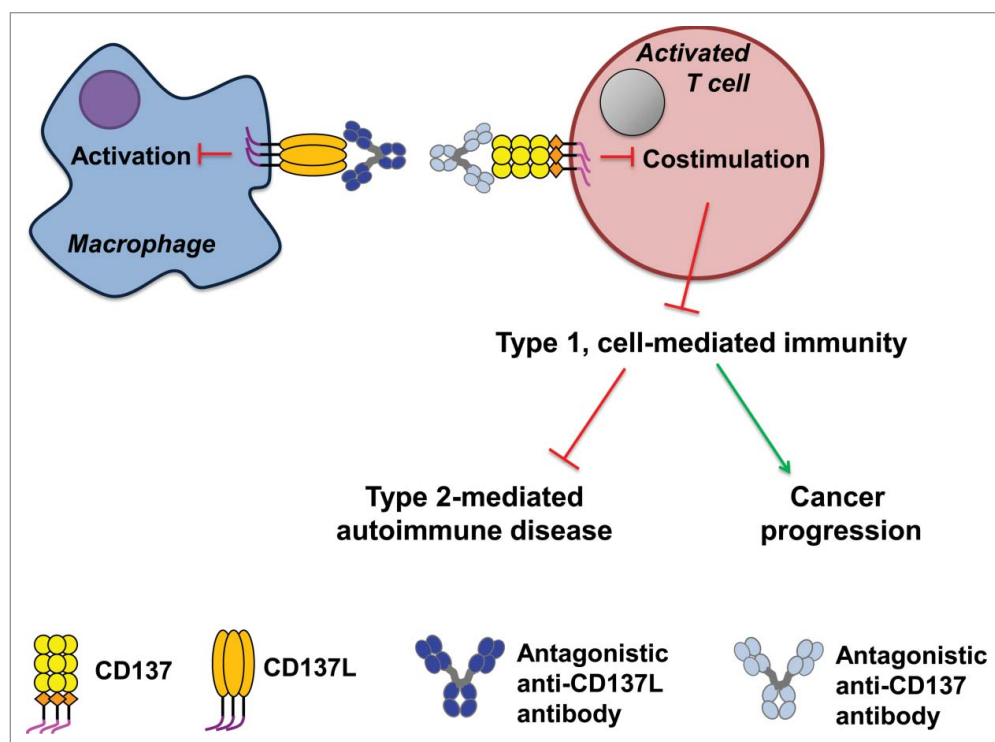 Activated
T cell
Activation
Costimulation
Macrophage
Type 1, cell-mediated immunity
Type 2-mediated
autoimmune disease
Cancer
progression
CD137
CD137L
Antagonistic
anti-CD137L
antibody
Antagonistic
anti-CD137
antibody